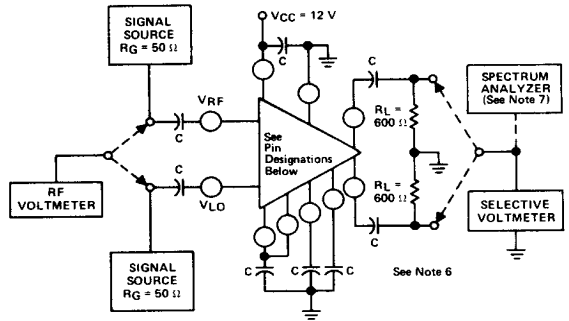 SIGNAL
SOURCE
RG = 50 Ω
VCC = 12 V
C
C
SPECTRUM
ANALYZER
(See Note 7)
VRF
C
RL =
600 Ω
See
Pin
Designations
Below
RF
VOLTMETER
C
VLO
RL =
600 Ω
SELECTIVE
VOLTMETER
C
SIGNAL
SOURCE
RG = 50 Ω
C
C
C
See Note 6